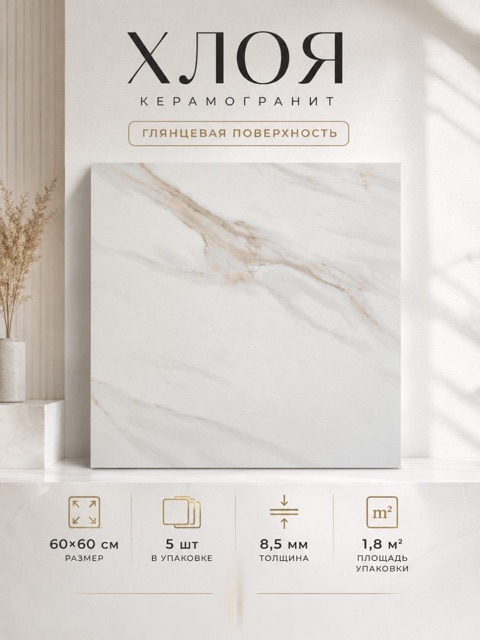 ХЛОЯ
КЕРАМОГРАНИТ
ГЛЯНЦЕВАЯ ПОВЕРХНОСТЬ
m²
60×60 см
РАЗМЕР
5 шт
В УПАКОВКЕ
8,5 мм
ТОЛЩИНА
1,8 м²
ПЛОЩАДЬ
УПАКОВКИ